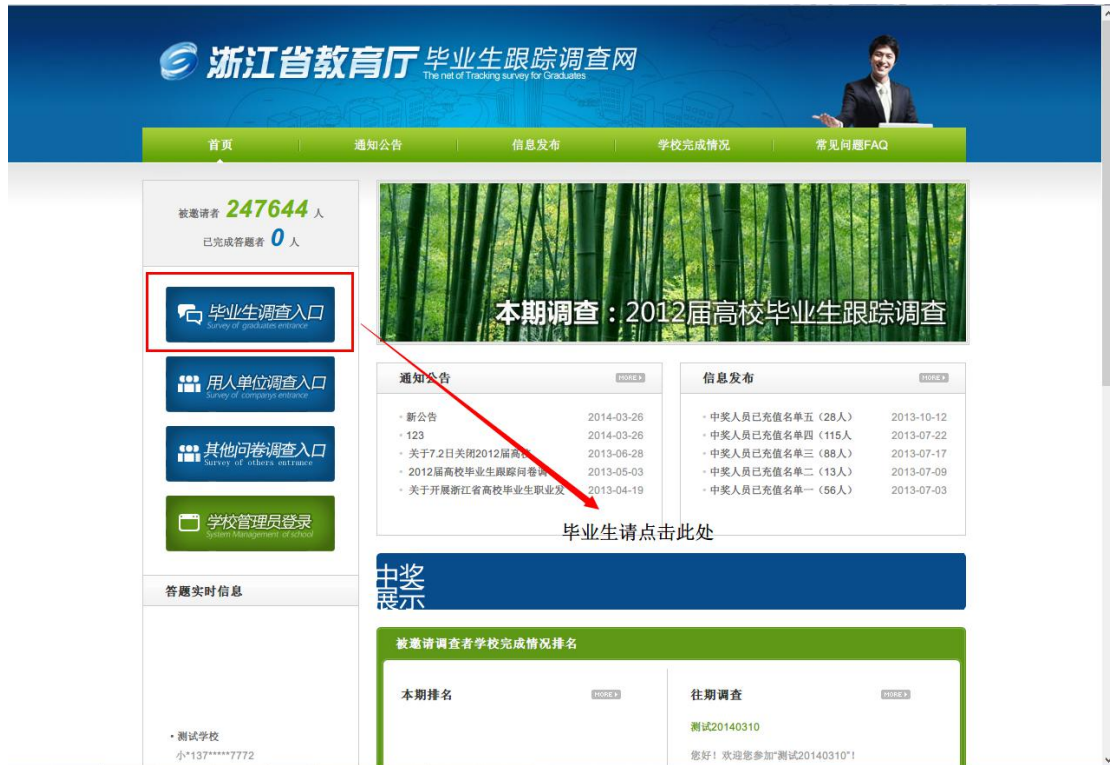 浙江省教育厅 毕业生跟踪调查网
The net of Tracking survey for Graduates
首页 通知公告 信息发布 学校完成情况 常见问题FAQ
被邀请者 247644 人
已完成答题者 0 人
毕业生调查入口
Survey of graduates entrance
用人单位调查入口
Survey of companys entrance
其他问卷调查入口
Survey of others entrance
学校管理员登录
System Management of school
答题实时信息
・测试学校
小*137*****7772
本期调查：2012届高校毕业生跟踪调查
通知公告 MORE
新公告 2014-03-26
123 2014-03-26
关于7.2日关闭2012届高校 2013-06-28
2012届高校毕业生跟踪问卷调 2013-05-03
关于开展浙江省高校毕业生职业发 2013-04-19
信息发布 MORE
中奖人员已充值名单五（28人） 2013-10-12
中奖人员已充值名单四（115人 2013-07-22
中奖人员已充值名单三（88人） 2013-07-17
中奖人员已充值名单二（13人） 2013-07-09
中奖人员已充值名单一（56人） 2013-07-03
毕业生请点击此处
中奖
展示
被邀请调查者学校完成情况排名
本期排名 MORE
往期调查 MORE
测试20140310
您好！欢迎您参加"测试20140310"！